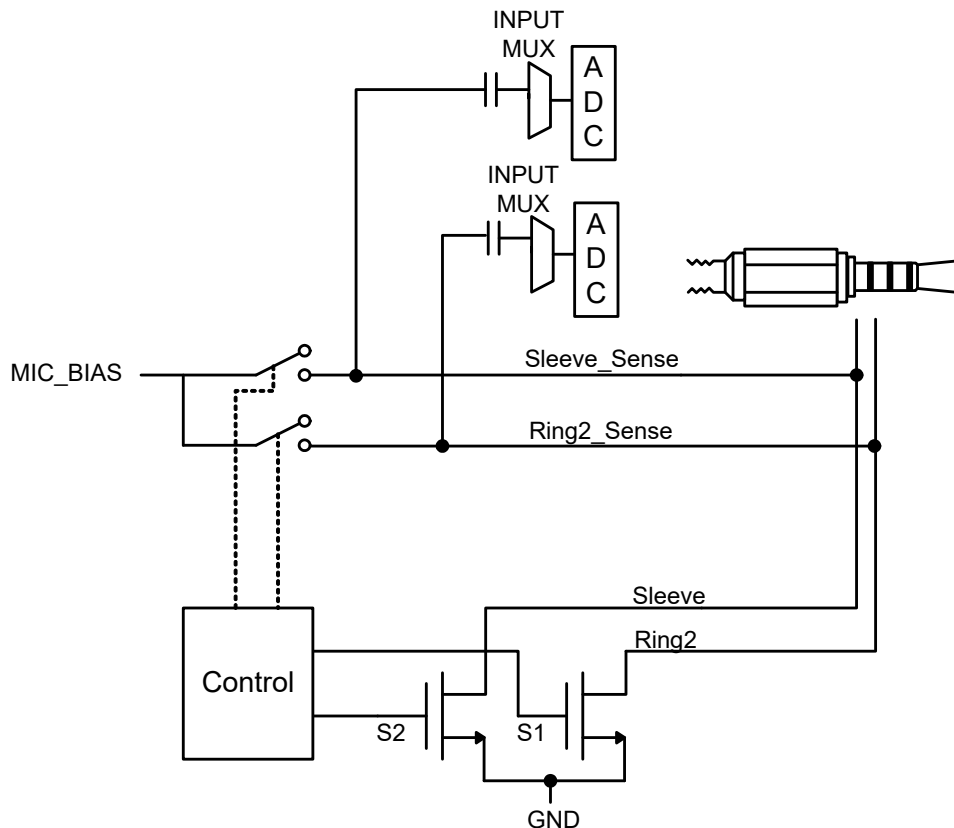 INPUT
MUX
A
D
C
INPUT
MUX
A
D
C
MIC_BIAS
Sleeve_Sense
Ring2_Sense
Sleeve
Ring2
Control
S2
S1
GND